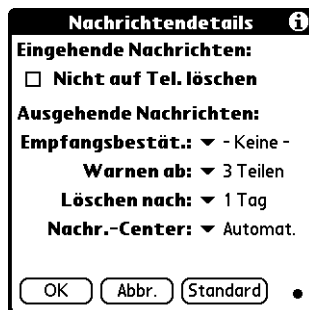 Nachrichtendetails
Eingehende Nachrichten:
Nicht auf Tel. löschen
Ausgehende Nachrichten:
Empfangsbestät.: - Keine -
Warnen ab: 3 Teilen
Löschen nach: 1 Tag
Nachr.-Center: Automat.
OK Abbr. Standard